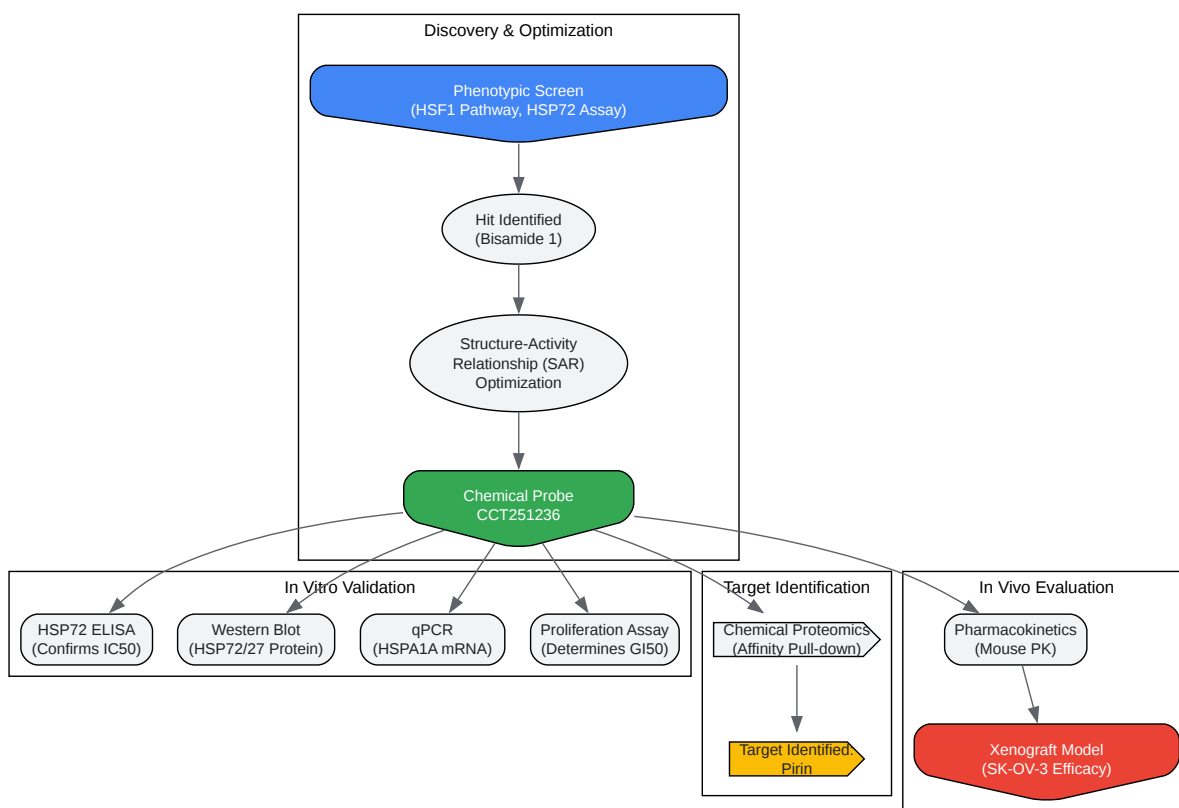 Discovery & Optimization
Phenotypic Screen
(HSF1 Pathway, HSP72 Assay)
Hit Identified
(Bisamide 1)
Structure-Activity
Relationship (SAR)
Optimization
Chemical Probe
CCT251236
In Vitro Validation
HSP72 ELISA
(Confirms IC50)
Western Blot
(HSP72/27 Protein)
qPCR
(HSPA1A mRNA)
Proliferation Assay
(Determines GI50)
Target Identification
Chemical Proteomics
(Affinity Pull-down)
Target Identified:
Pirin
In Vivo Evaluation
Pharmacokinetics
(Mouse PK)
Xenograft Model
(SK-OV-3 Efficacy)